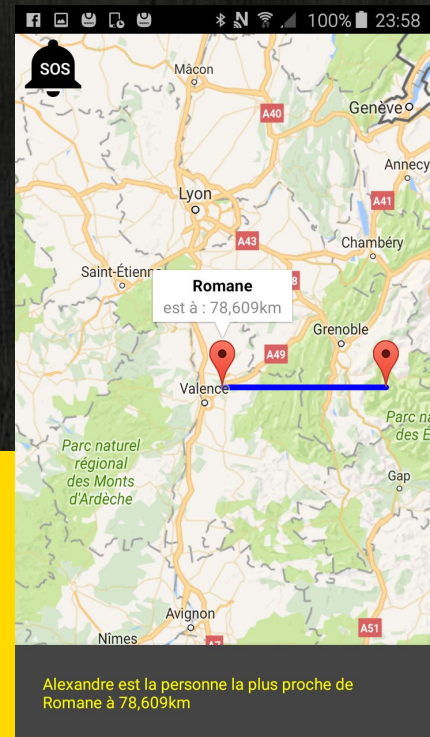 100% 23:58
SOS
Mâcon
Genève
A40
Annecy
A41
Lyon
A43
Chambéry
Saint-Étienne
Romane
est à : 78,609km
8
Grenoble
A49
Valence
Parc na
des É
Parc naturel
régional
des Monts
d'Ardèche
Gap
Avignon
Nîmes
A7
A51
Alexandre est la personne la plus proche de
Romane à 78,609km